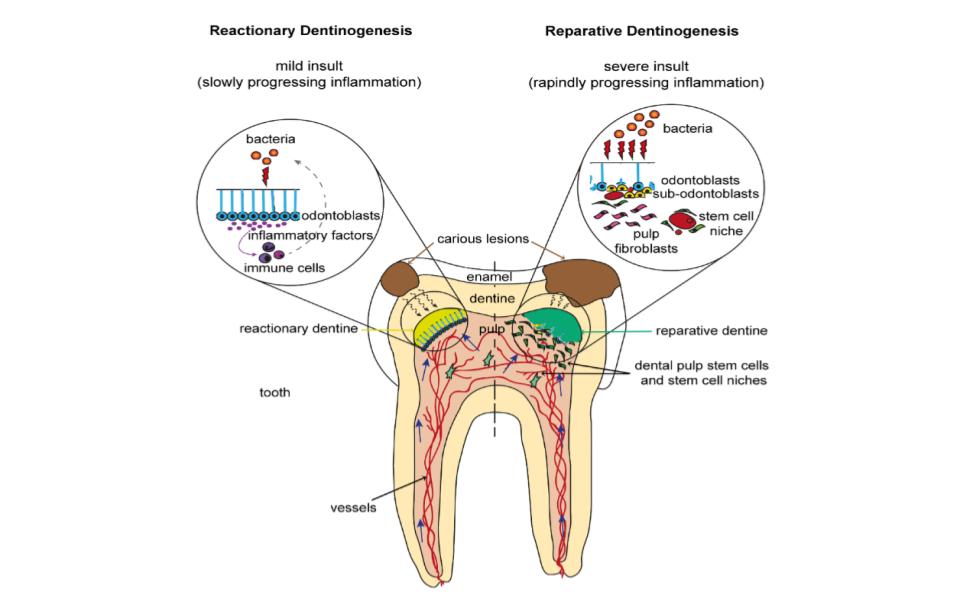 Reactionary Dentinogenesis
mild insult
(slowly progressing inflammation)
Reparative Dentinogenesis
severe insult
(rapindly progressing inflammation)
bacteria
odontoblasts
inflammatory factors
immune cells
bacteria
odontoblasts
sub-odontoblasts
stem cell
niche
pulp
fibroblasts
carious lesions
enamel
dentine
pulp
reactionary dentine
reparative dentine
dental pulp stem cells
and stem cell niches
tooth
vessels